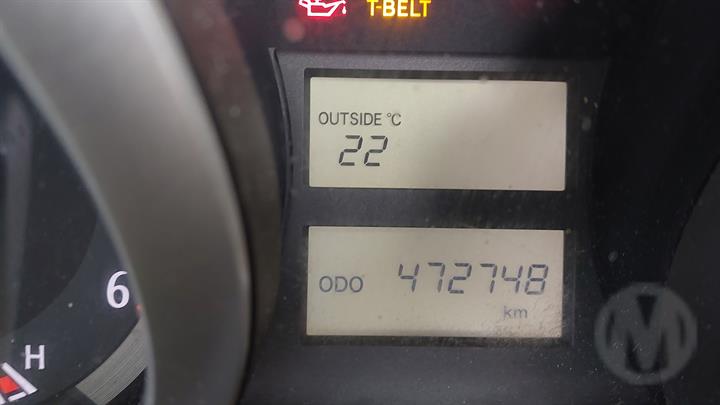 T-BELT
OUTSIDE °C
22
ODO 472748
km
6
H
M